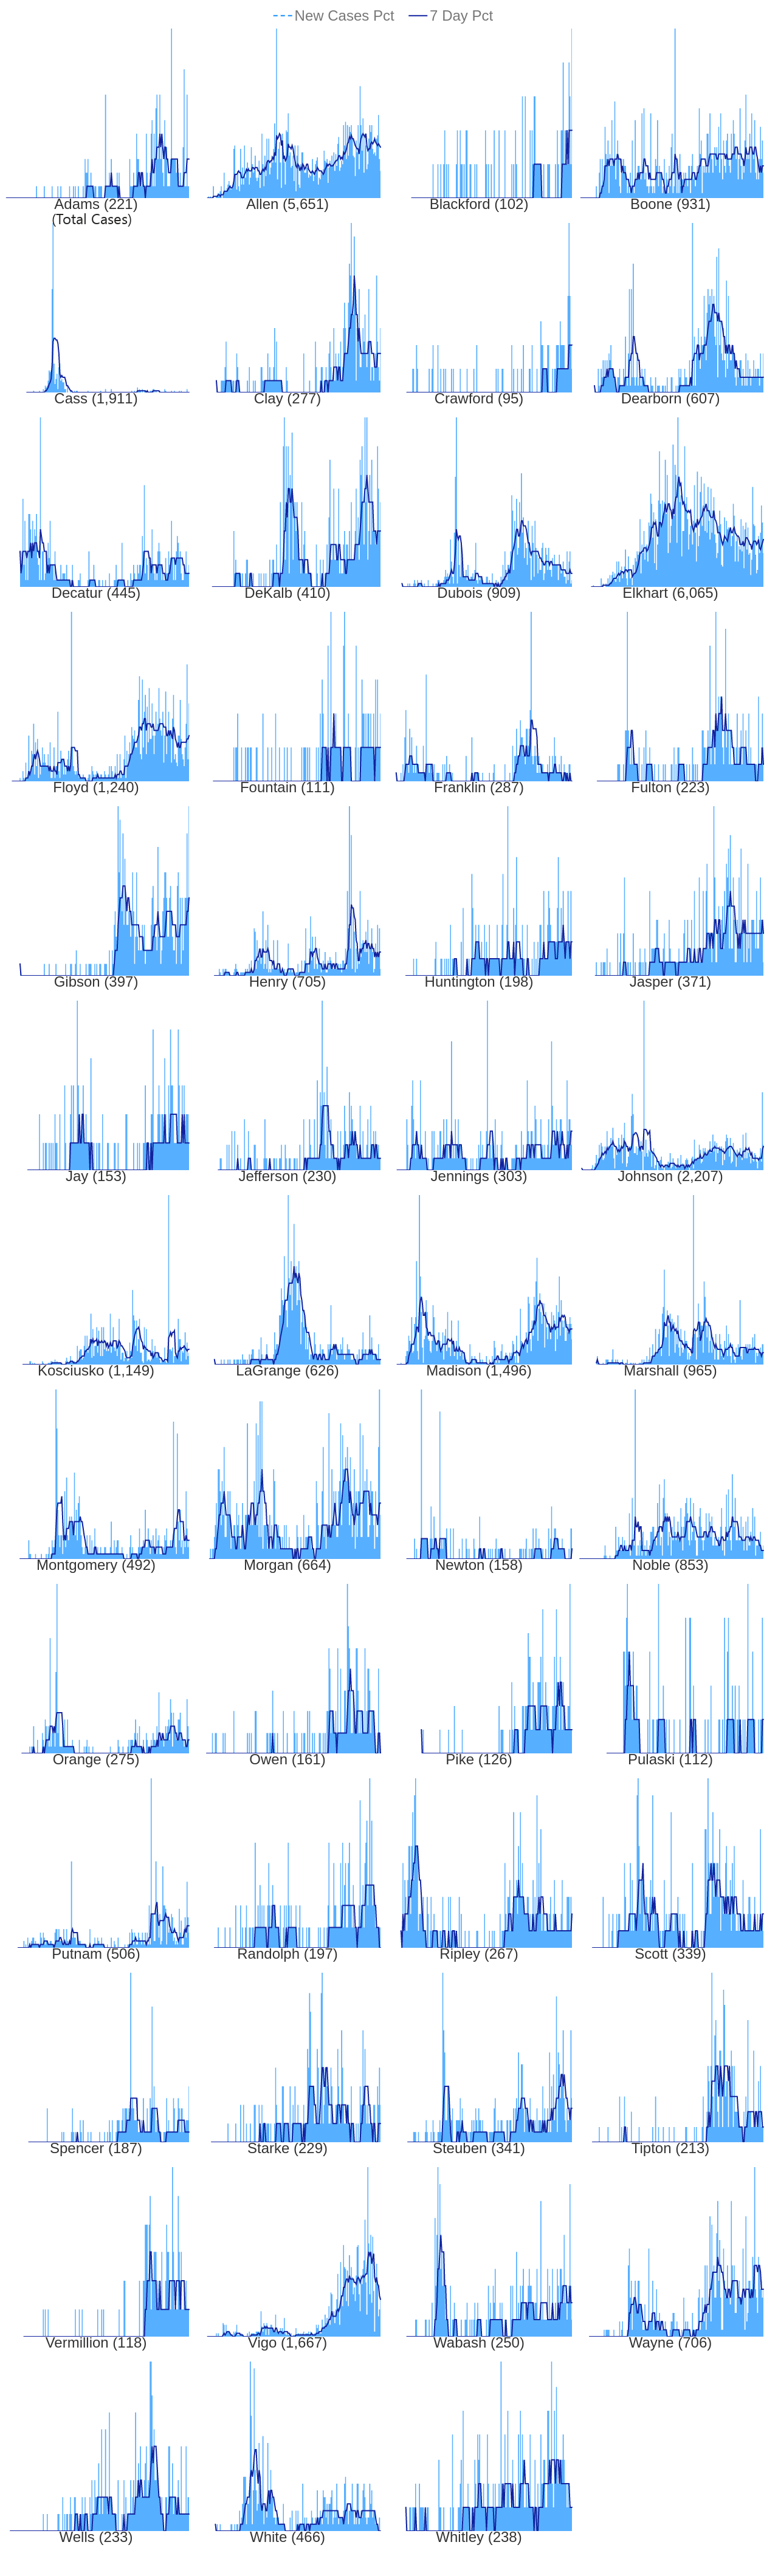 New Cases Pct 7 Day Pct
Adams (221) Allen (5,651) Blackford (102) Boone (931)
(Total Cases)
Cass (1,911) Clay (277) Crawford (95) Dearborn (607)
Decatur (445) DeKalb (410) Dubois (909) Elkhart (6,065)
Floyd (1,240) Fountain (111) Franklin (287) Fulton (223)
Gibson (397) Henry (705) Huntington (198) Jasper (371)
Jay (153) Jefferson (230) Jennings (303) Johnson (2,207)
Kosciusko (1,149) LaGrange (626) Madison (1,496) Marshall (965)
Montgomery (492) Morgan (664) Newton (158) Noble (853)
Orange (275) Owen (161) Pike (126) Pulaski (112)
Putnam (506) Randolph (197) Ripley (267) Scott (339)
Spencer (187) Starke (229) Steuben (341) Tipton (213)
Vermillion (118) Vigo (1,667) Wabash (250) Wayne (706)
Wells (233) White (466) Whitley (238)